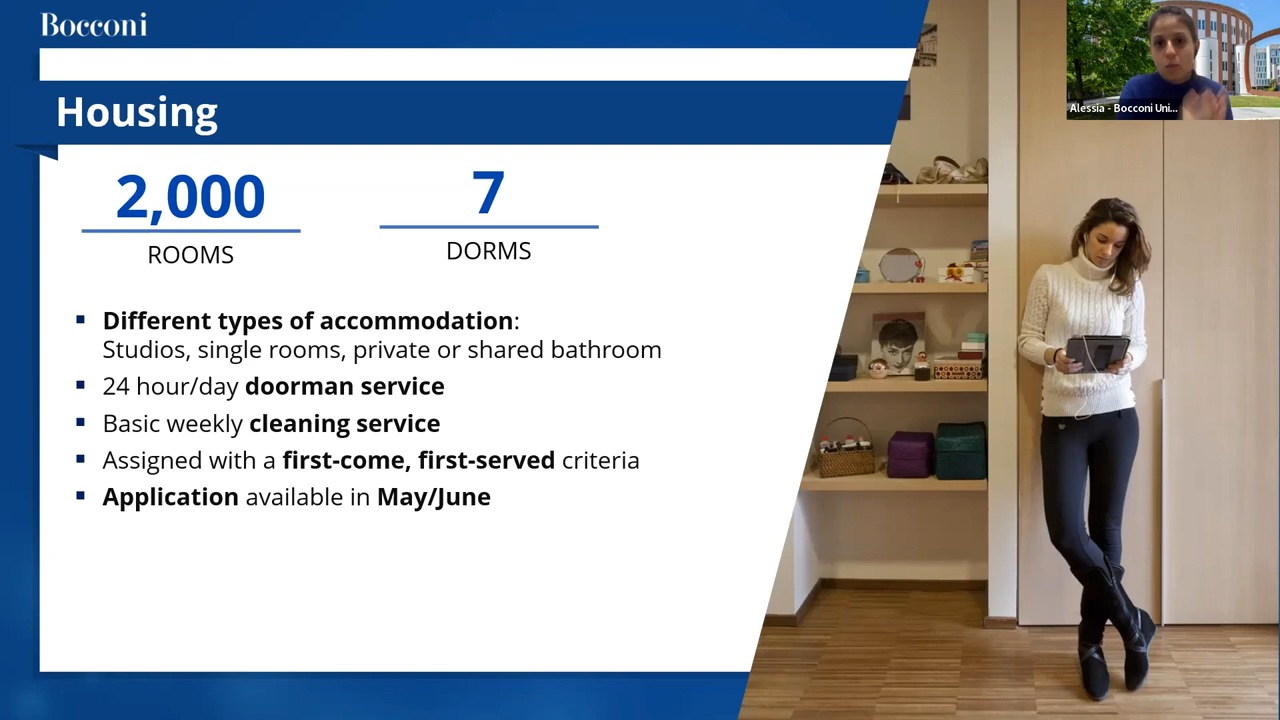 Bocconi
Housing
2,000
ROOMS
7
DORMS
Different types of accommodation:
Studios, single rooms, private or shared bathroom
24 hour/day doorman service
Basic weekly cleaning service
Assigned with a first-come, first-served criteria
Application available in May/June
Alessia - Bocconi Uni...